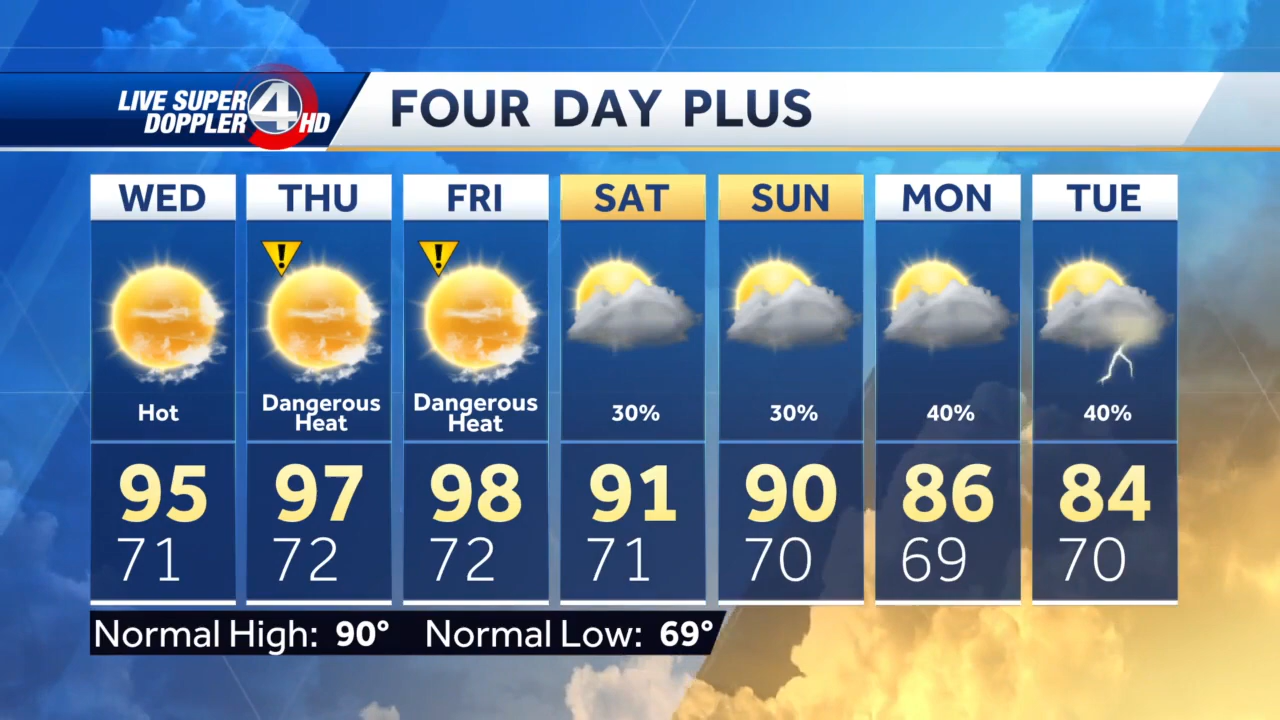 LIVE SUPER
DOPPLER 4 HD
FOUR DAY PLUS
WED THU FRI SAT SUN MON TUE
! !
Hot Dangerous Heat Dangerous Heat 30% 30% 40% 40%
95 97 98 91 90 86 84
71 72 72 71 70 69 70
Normal High: 90° Normal Low: 69°